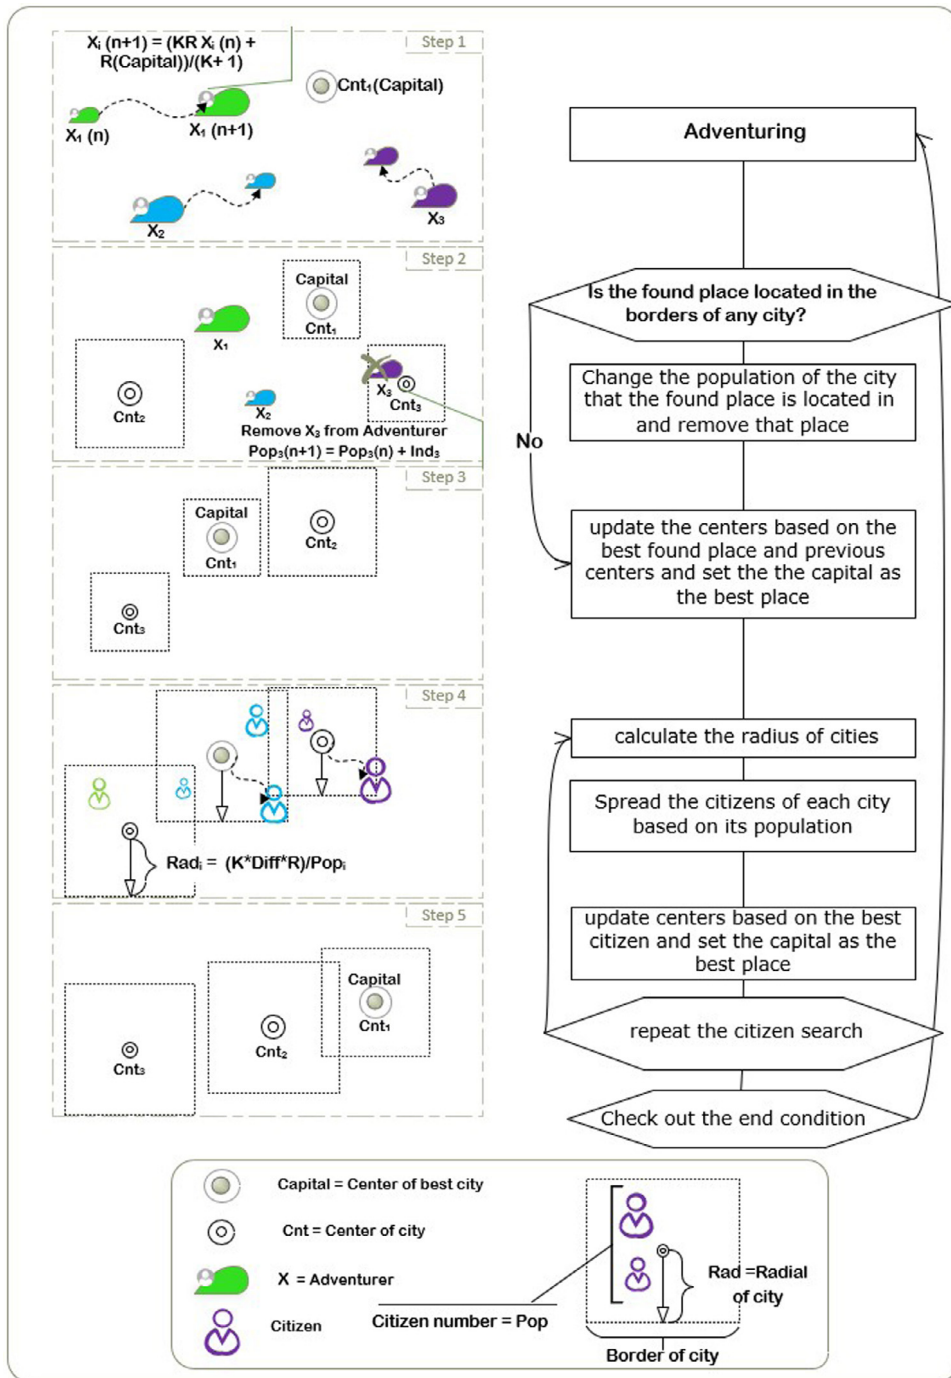 Xᵢ (n+1) = (KR Xᵢ (n) +
R(Capital))/(K+ 1)
Step 1
Cnt₁(Capital)
X₁ (n)
X₁ (n+1)
X₂
X₃
Step 2
Capital
Cnt₁
X₁
Cnt₂
X₂
X₃
Cnt₃
Remove X₃ from Adventurer
Pop₃(n+1) = Pop₃(n) + Ind₃
Step 3
Capital
Cnt₁
Cnt₂
Cnt₃
Step 4
Radᵢ = (K*Diff*R)/Popᵢ
Step 5
Capital
Cnt₁
Cnt₂
Cnt₃
Adventuring
Is the found place located in the
borders of any city?
Change the population of the city
that the found place is located in
and remove that place
No
update the centers based on the
best found place and previous
centers and set the the capital as
the best place
calculate the radius of cities
Spread the citizens of each city
based on its population
update centers based on the best
citizen and set the capital as the
best place
repeat the citizen search
Check out the end condition
Capital = Center of best city
Cnt = Center of city
X = Adventurer
Citizen
Citizen number = Pop
Rad =Radial
of city
Border of city